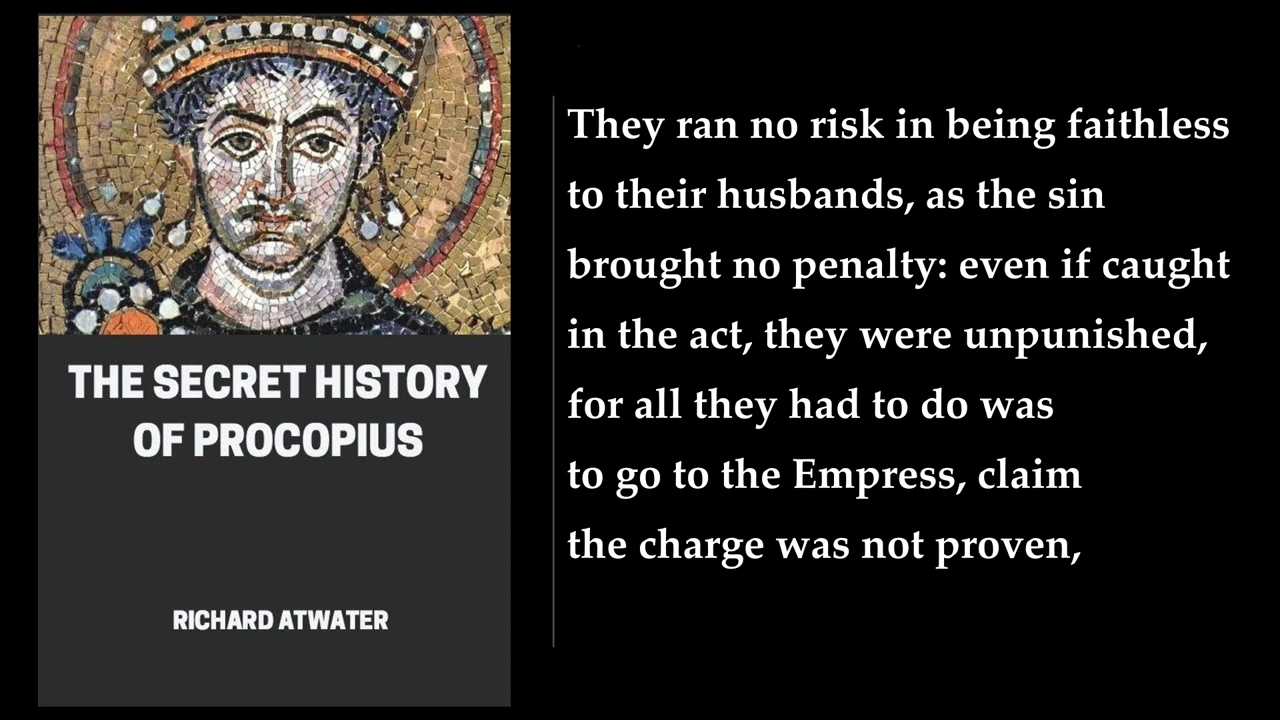 THE SECRET HISTORY
OF PROCOPIUS
RICHARD ATWATER
They ran no risk in being faithless
to their husbands, as the sin
brought no penalty: even if caught
in the act, they were unpunished,
for all they had to do was
to go to the Empress, claim
the charge was not proven,